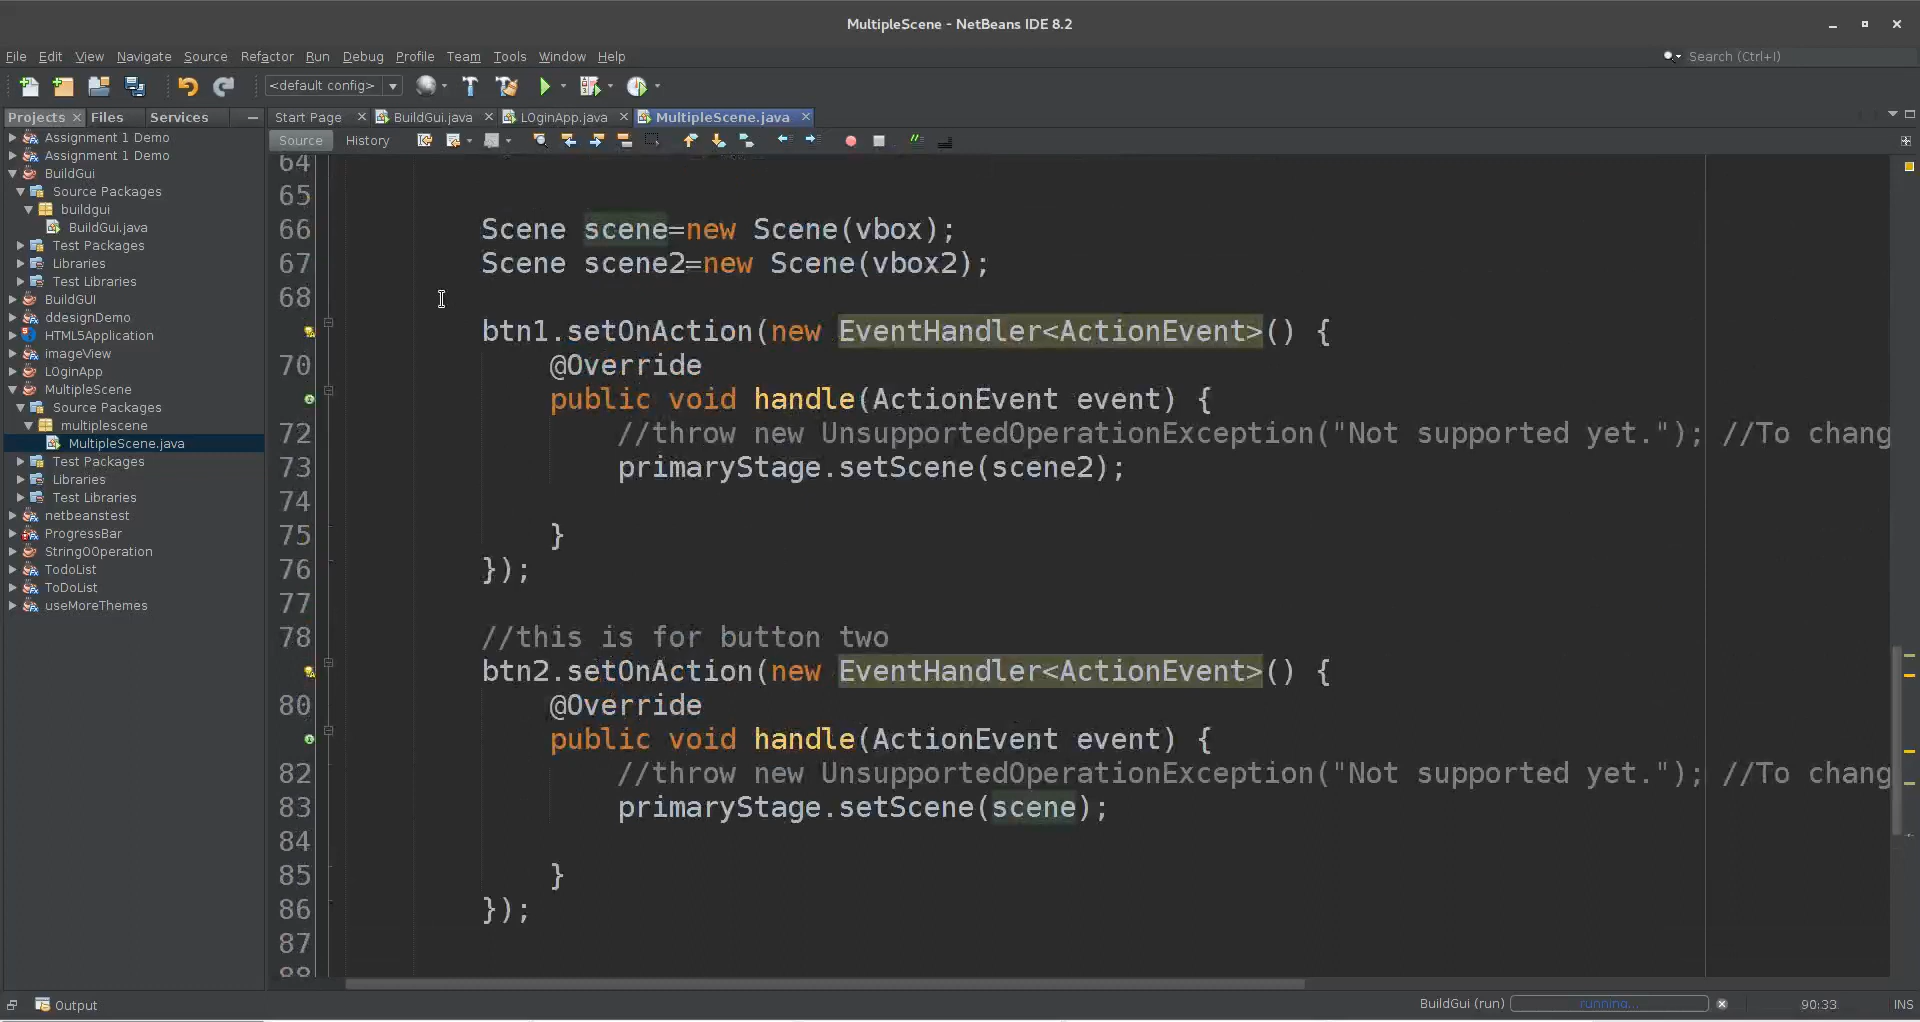 MultipleScene - NetBeans IDE 8.2
File Edit View Navigate Source Refactor Run Debug Profile Team Tools Window Help
Search (Ctrl+I)
<default config>
Projects Files Services
Start Page BuildGui.java LOginApp.java MultipleScene.java
Source History
Assignment 1 Demo
Assignment 1 Demo
BuildGui
Source Packages
buildgui
BuildGui.java
Test Packages
Libraries
Test Libraries
BuildGUI
ddesignDemo
HTML5Application
imageView
LOginApp
MultipleScene
Source Packages
multiplescene
MultipleScene.java
Test Packages
Libraries
Test Libraries
netbeanstest
ProgressBar
StringOOperation
TodoList
ToDoList
useMoreThemes
64
65
66 Scene scene=new Scene(vbox);
67 Scene scene2=new Scene(vbox2);
68
btn1.setOnAction(new EventHandler<ActionEvent>() {
70 @Override
public void handle(ActionEvent event) {
72 //throw new UnsupportedOperationException("Not supported yet."); //To chang
73 primaryStage.setScene(scene2);
74
75 }
76 });
77
78 //this is for button two
btn2.setOnAction(new EventHandler<ActionEvent>() {
80 @Override
public void handle(ActionEvent event) {
82 //throw new UnsupportedOperationException("Not supported yet."); //To chang
83 primaryStage.setScene(scene);
84
85 }
86 });
87
88
Output
BuildGui (run) running... 90:33 INS